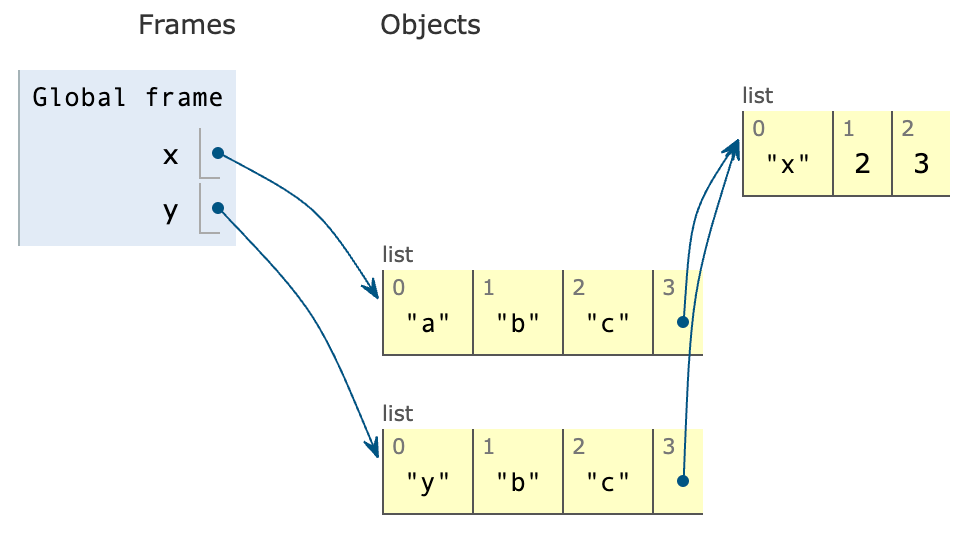 Frames Objects
Global frame
x
y
list
0 1 2
"x" 2 3
list
0 1 2 3
"a" "b" "c"
list
0 1 2 3
"y" "b" "c"